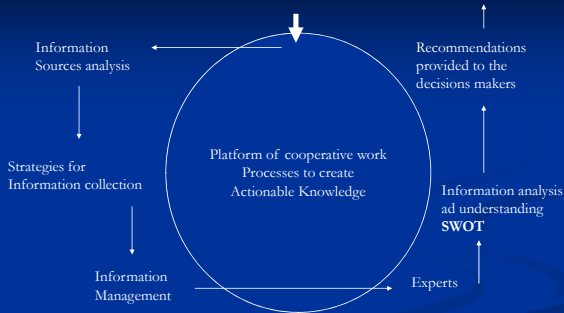 Information
Sources analysis
Strategies for
Information collection
Information
Management
Platform of cooperative work
Processes to create
Actionable Knowledge
Experts
Information analysis
ad understanding
SWOT
Recommendations
provided to the
decisions makers